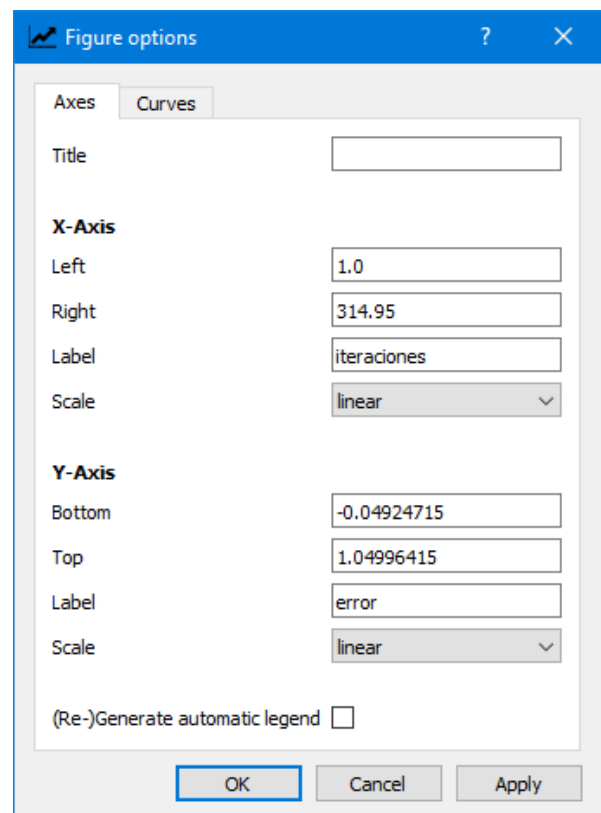 Figure options ?
Axes Curves
Title
X-Axis
Left 1.0
Right 314.95
Label iteraciones
Scale linear
Y-Axis
Bottom -0.04924715
Top 1.04996415
Label error
Scale linear
(Re-)Generate automatic legend
OK Cancel Apply